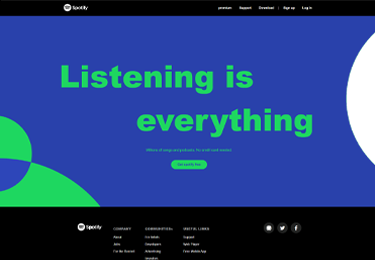 Spotify
premium Support Download | Sign up Log in
Listening is
everything
Millions of songs and podcasts. No credit card needed.
Get spotify free
Spotify
COMPANY COMMUNITIES USEFUL LINKS
About For Artists Support
Jobs Developers Web Player
For the Record Advertising Free Mobile App
Investors